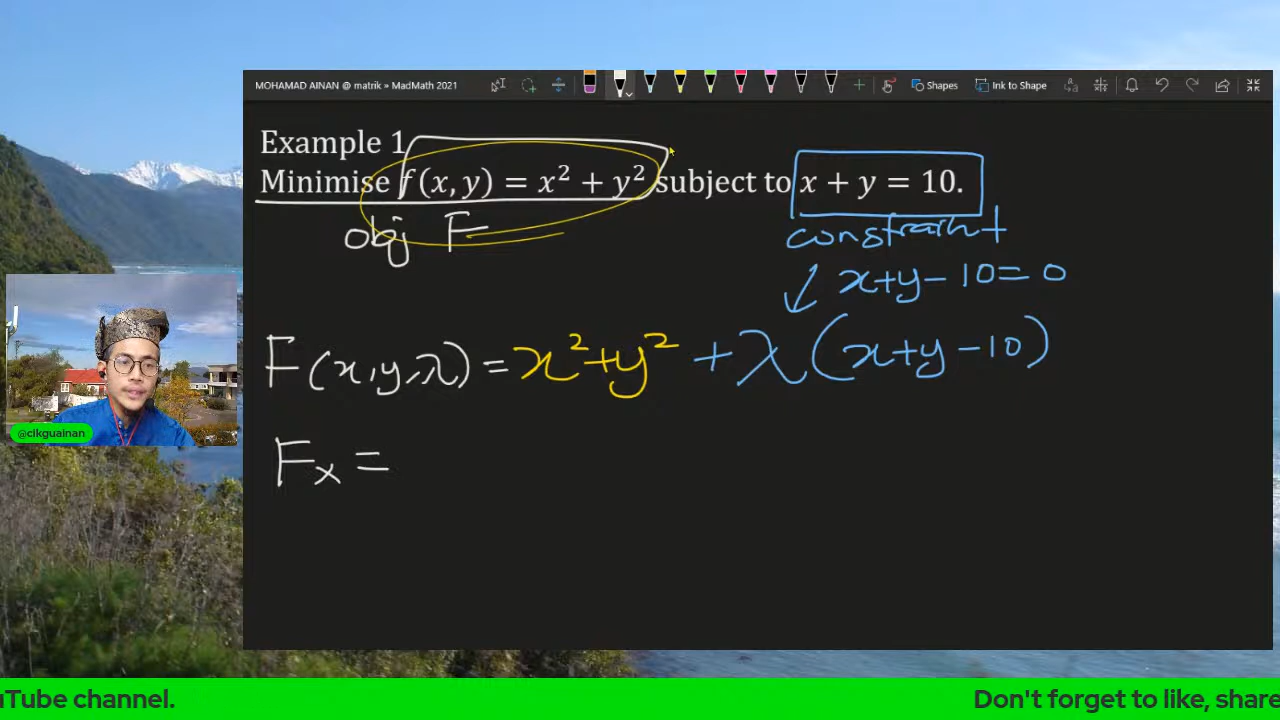 MOHAMAD AINAN @ matrik » MadMath 2021
Shapes
Ink to Shape
Example 1
Minimise f(x, y) = x² + y² subject to x + y = 10.
obj F
constraint
x+y-10=0
F(x,y,λ) = x²+y² + λ(x+y-10)
Fx =
@cikguainan
uTube channel.
Don't forget to like, share